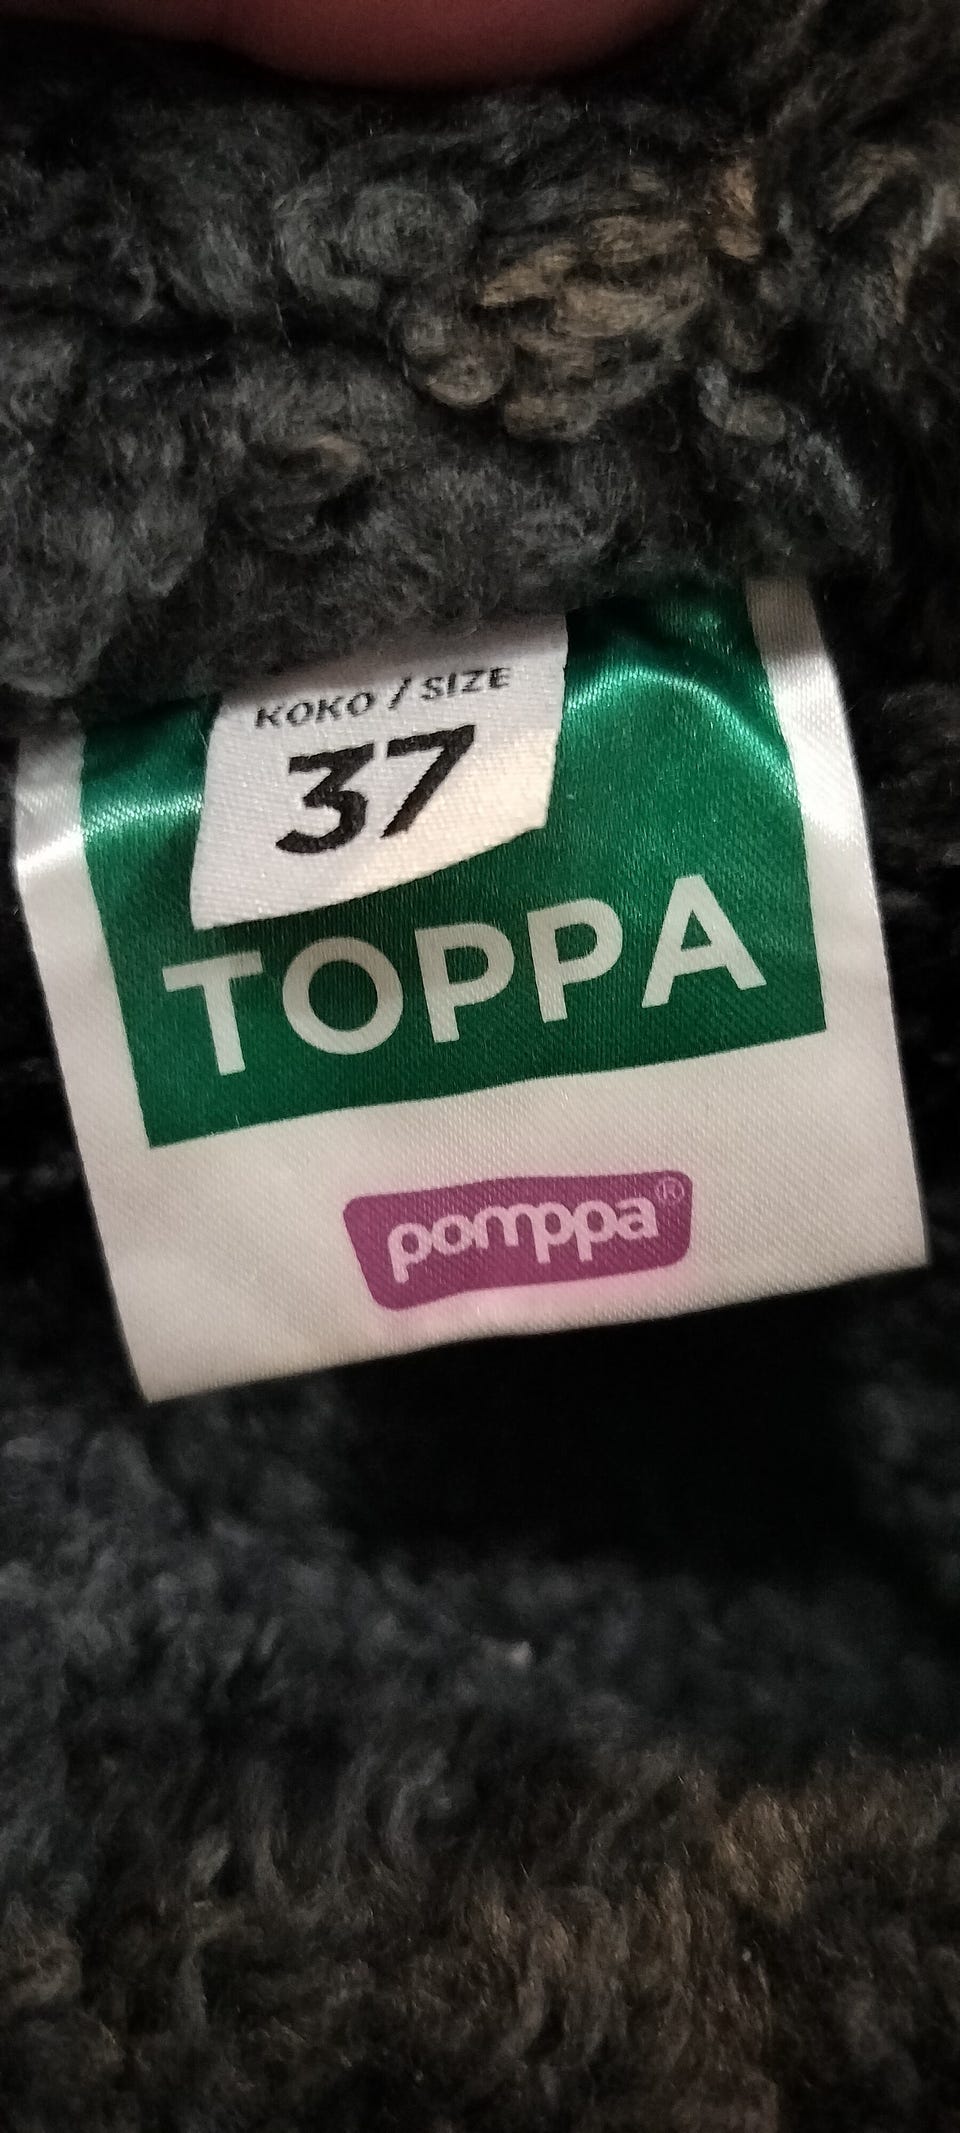 KOKO / SIZE
37
TOPPA
pomppa®